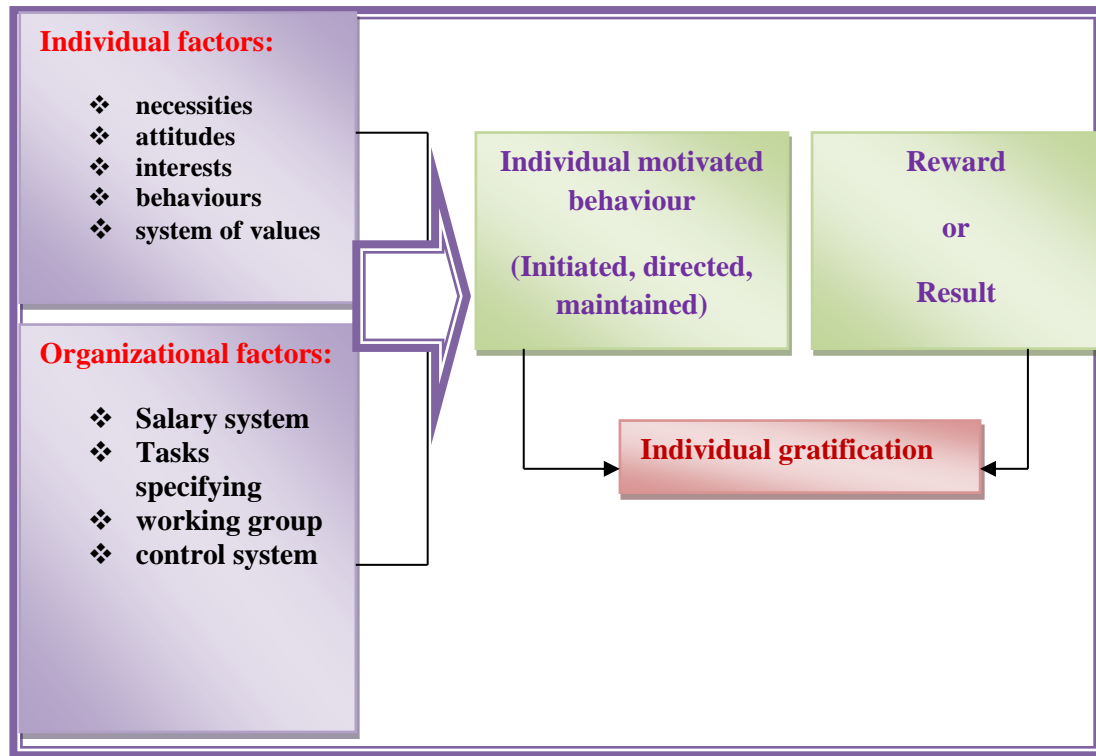 Individual factors:
❖ necessities
❖ attitudes
❖ interests
❖ behaviours
❖ system of values
Organizational factors:
❖ Salary system
❖ Tasks
specifying
❖ working group
❖ control system
Individual motivated
behaviour
(Initiated, directed,
maintained)
Reward
or
Result
Individual gratification